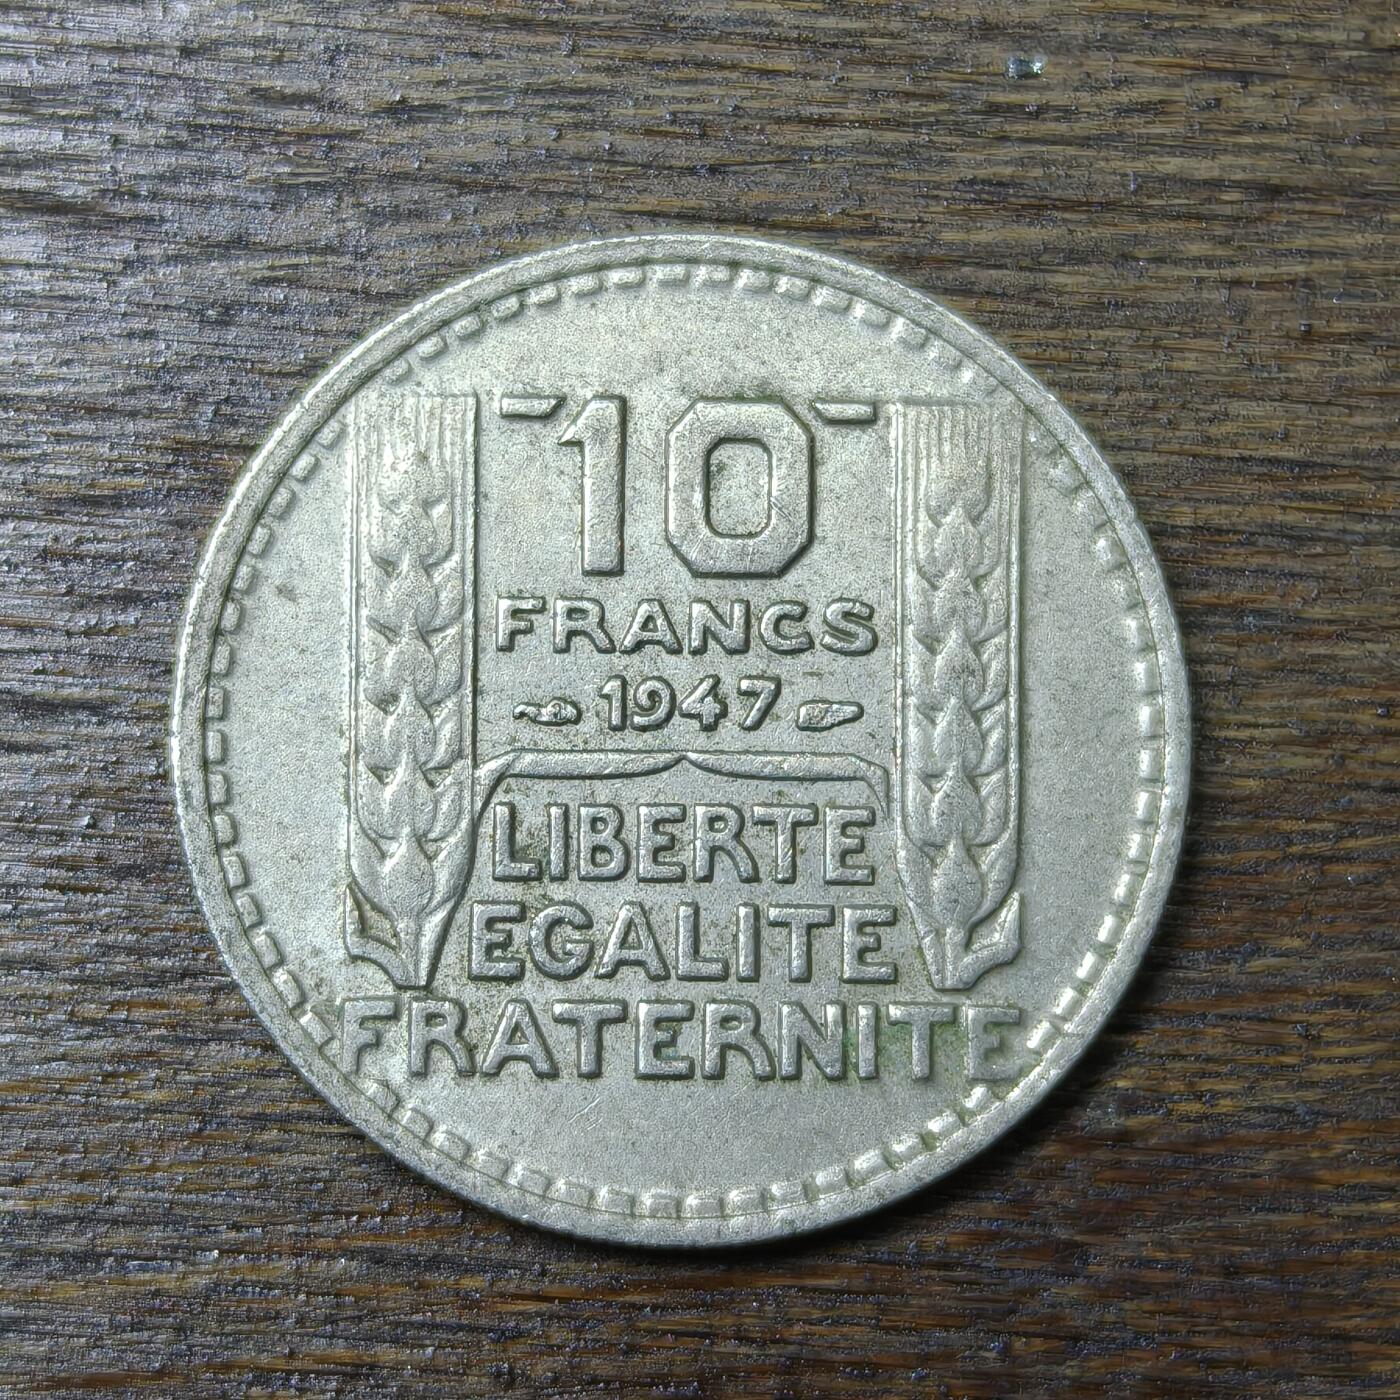 10
FRANCS
1947
LIBERTE
EGALITE
FRATERNITE